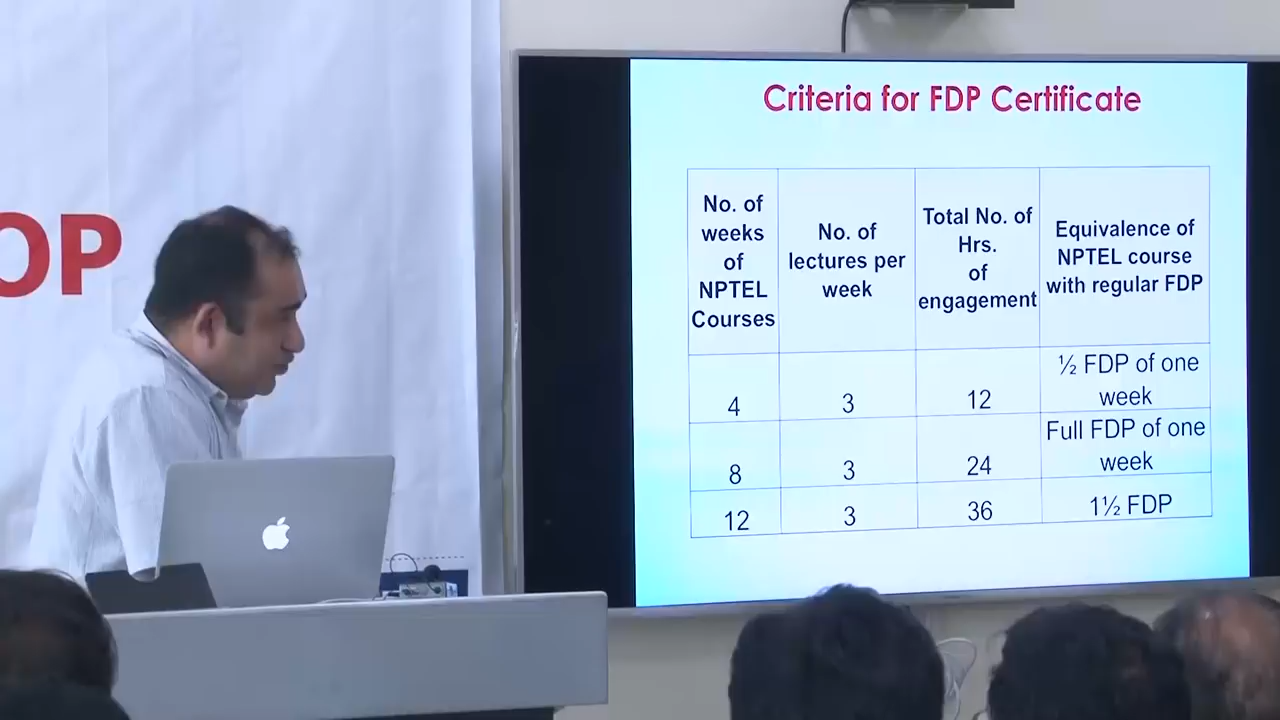 OP
Criteria for FDP Certificate
No. of
weeks
of
NPTEL
Courses
No. of
lectures per
week
Total No. of
Hrs.
of
engagement
Equivalence of
NPTEL course
with regular FDP
4
3
12
½ FDP of one
week
8
3
24
Full FDP of one
week
12
3
36
1½ FDP